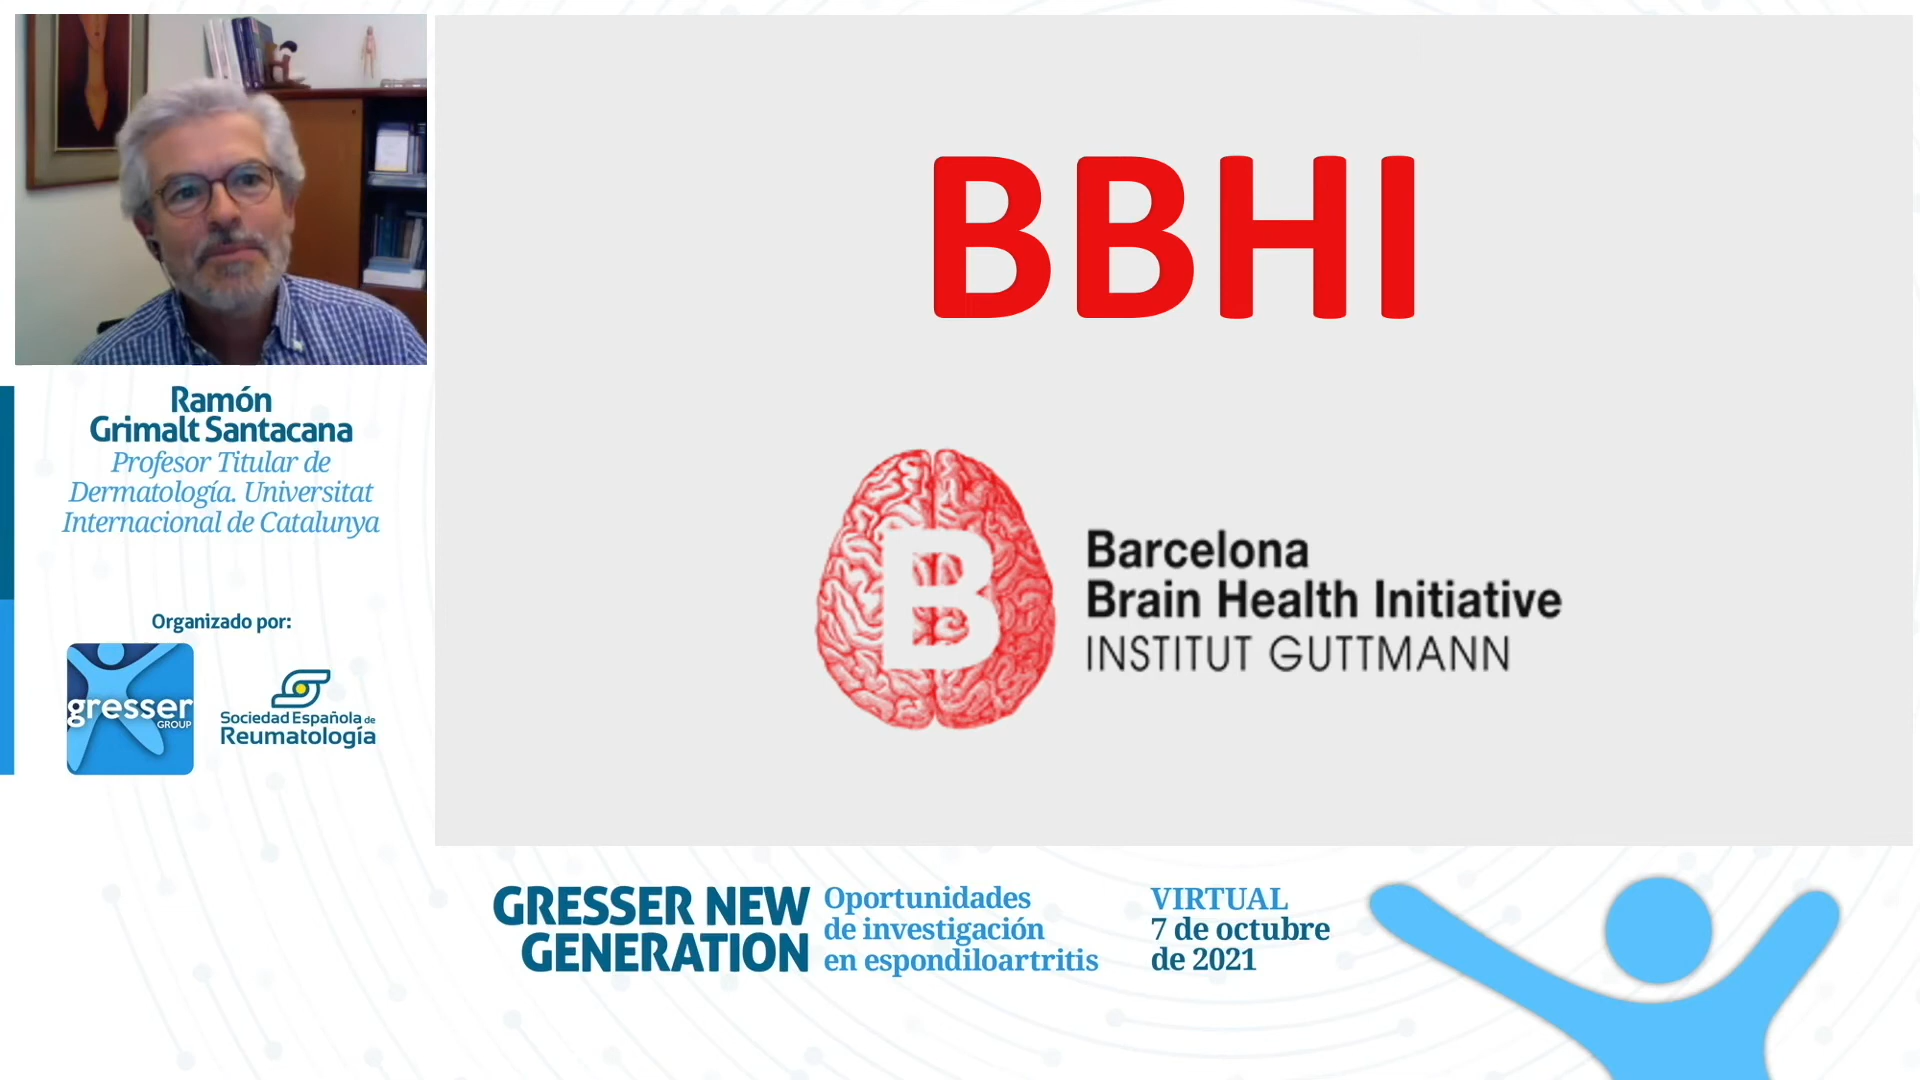 BBHI
Barcelona
Brain Health Initiative
INSTITUT GUTTMANN
Ramón
Grimalt Santacana
Profesor Titular de
Dermatología. Universitat
Internacional de Catalunya
Organizado por:
gresser
GROUP
Sociedad Española de
Reumatología
GRESSER NEW
GENERATION
Oportunidades
de investigación
en espondiloartritis
VIRTUAL
7 de octubre
de 2021